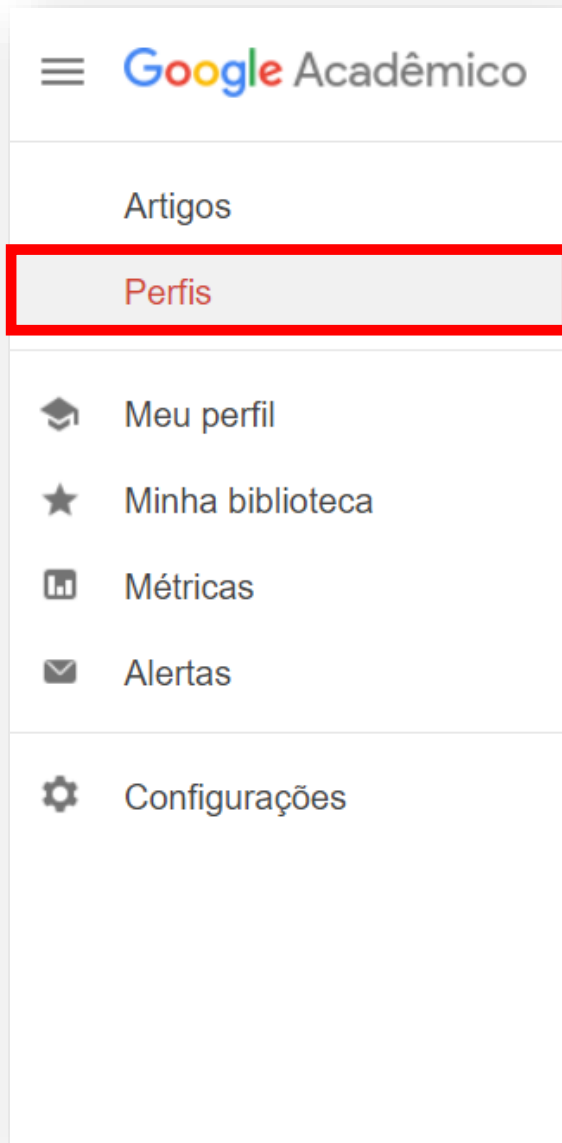 Google Acadêmico
Artigos
Perfis
Meu perfil
Minha biblioteca
Métricas
Alertas
Configurações